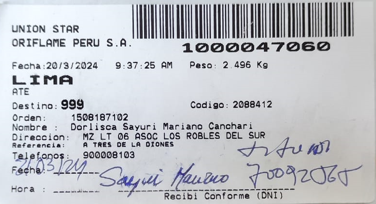 UNION STAR
ORIFLAME PERU S.A.
1000047060
Fecha:20/3/2024 9:37:25 AM Peso: 2.496 Kg
LIMA
ATE
Destino: 999 Codigo: 2088412
Orden: 1508187102
Nombre : Dorlisca Sayuri Mariano Canchari
Direccion: MZ LT 06 ASOC LOS ROBLES DEL SUR
Referencia: A TRES DE LA DIONES
Telefonos: 900008103
Fecha:
Hora : Sayuri
Recibi Conforme (DNI)